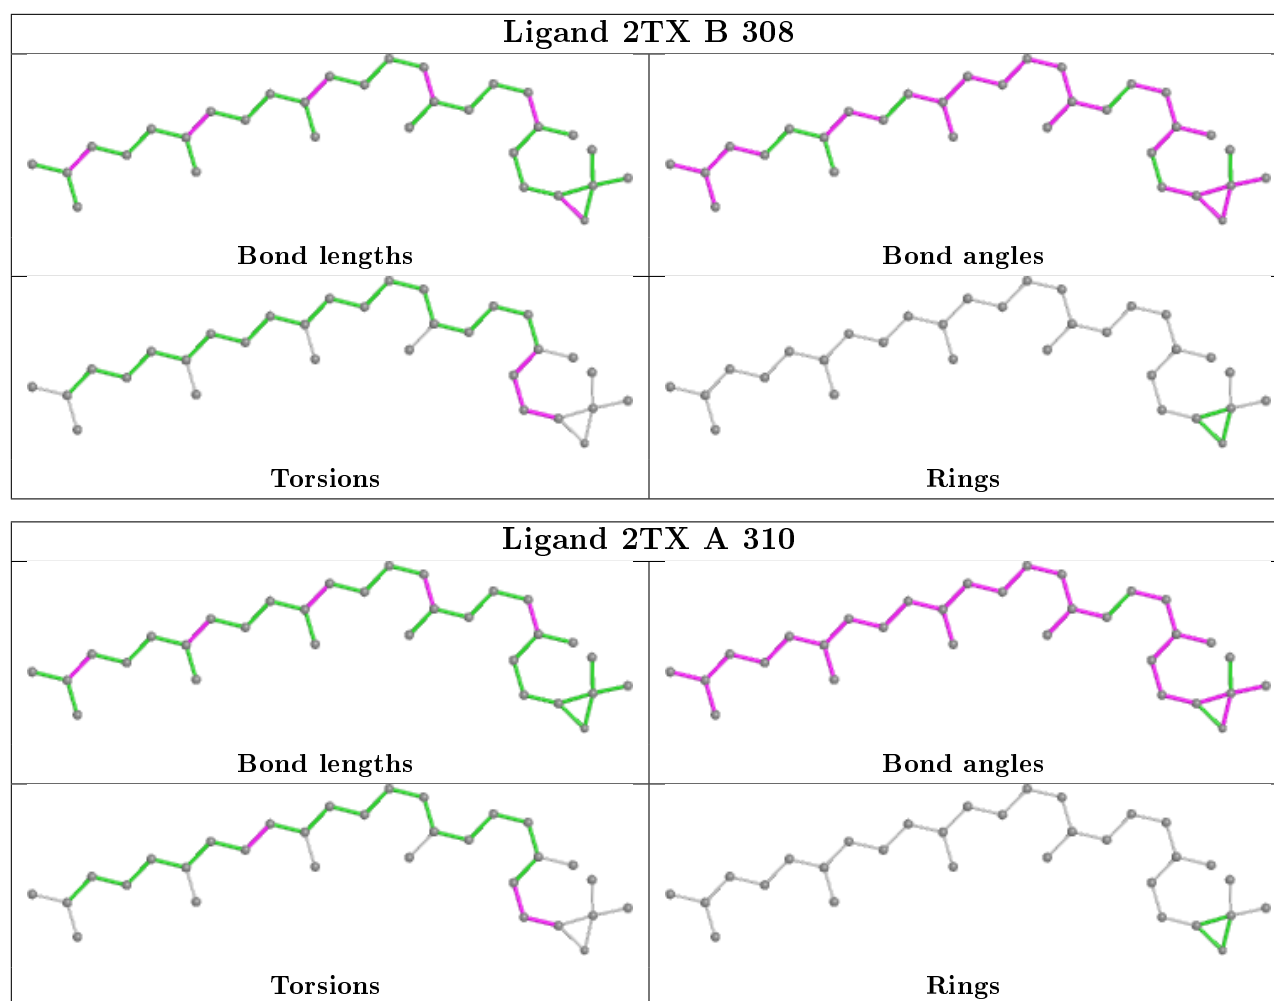 Ligand 2TX B 308
Bond lengths
Bond angles
Torsions
Rings
Ligand 2TX A 310
Bond lengths
Bond angles
Torsions
Rings